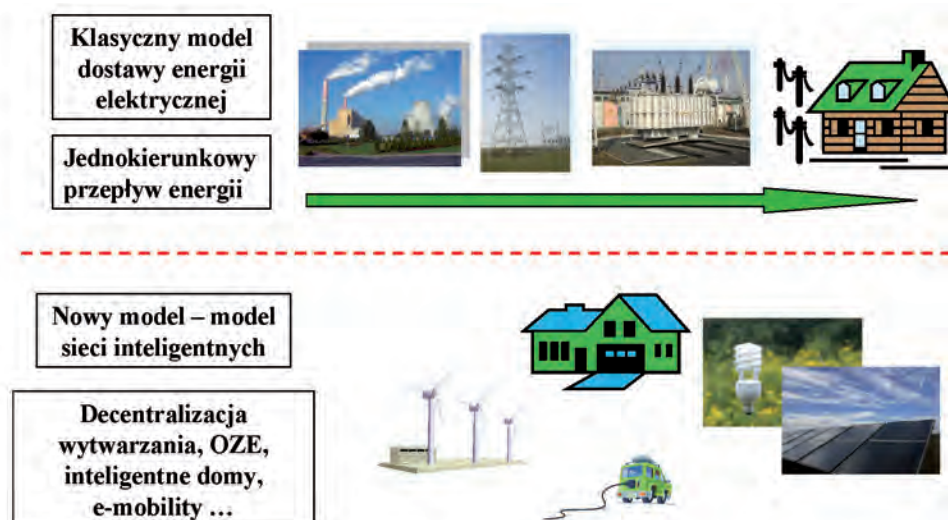 Klasyczny model
dostawy energii
elektrycznej
Jednokierunkowy
przepływ energii
Nowy model – model
sieci inteligentnych
Decentralizacja
wytwarzania, OZE,
inteligentne domy,
e-mobility ...